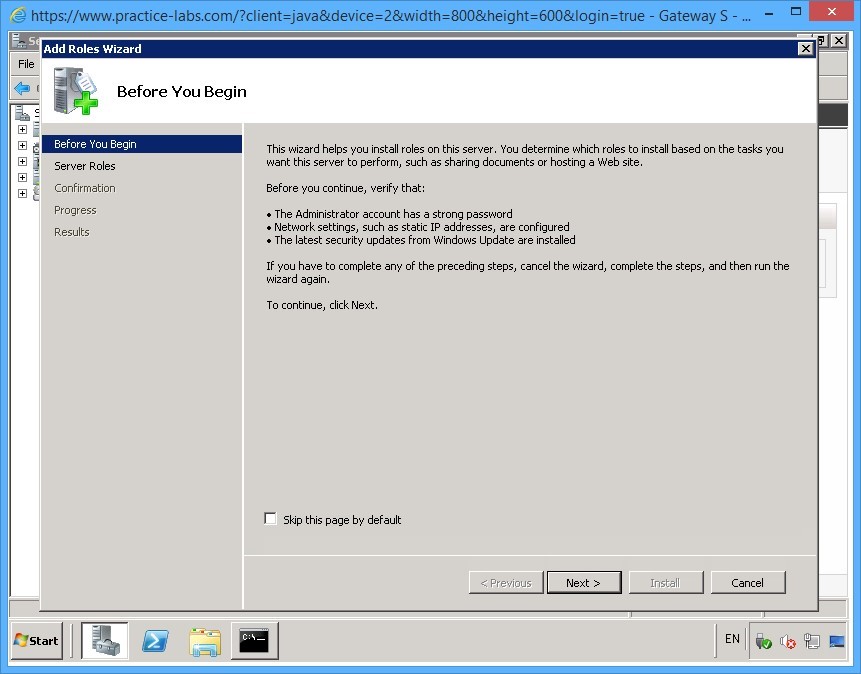 https://www.practice-labs.com/?client=java&device=2&width=800&height=600&login=true - Gateway S - ...
Add Roles Wizard
File
Before You Begin
Before You Begin
Server Roles
Confirmation
Progress
Results
This wizard helps you install roles on this server. You determine which roles to install based on the tasks you
want this server to perform, such as sharing documents or hosting a Web site.
Before you continue, verify that:
• The Administrator account has a strong password
• Network settings, such as static IP addresses, are configured
• The latest security updates from Windows Update are installed
If you have to complete any of the preceding steps, cancel the wizard, complete the steps, and then run the
wizard again.
To continue, click Next.
Skip this page by default
< Previous
Next >
Install
Cancel
Start
C:\_
EN